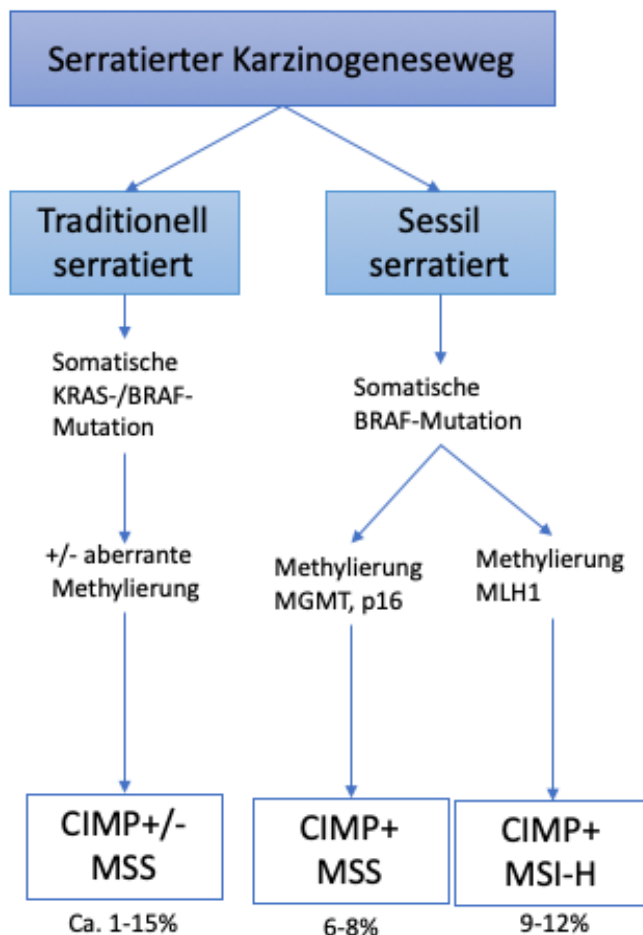 Serratierter Karzinogeneseweg
Traditionell
serratiert
Sessil
serratiert
Somatische
KRAS-/BRAF-
Mutation
Somatische
BRAF-Mutation
+/- aberrante
Methylierung
Methylierung
MGMT, p16
Methylierung
MLH1
CIMP+/-
MSS
CIMP+
MSS
CIMP+
MSI-H
Ca. 1-15%
6-8%
9-12%